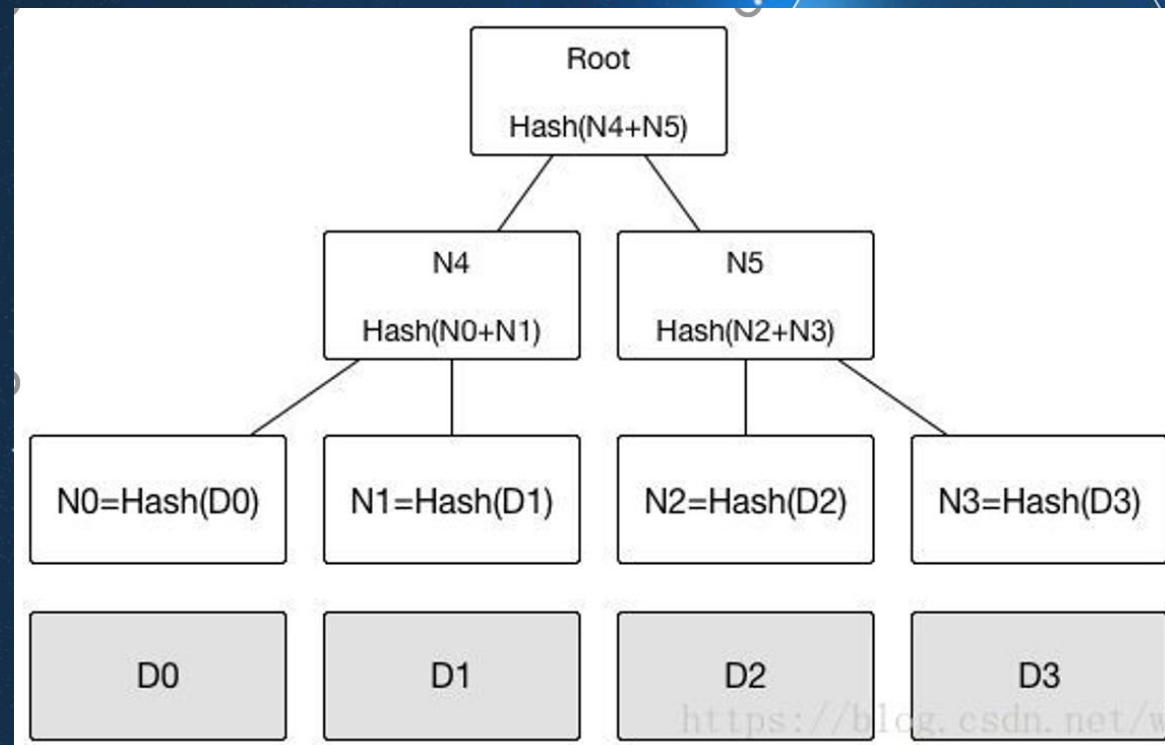 Root
Hash(N4+N5)
N4
N5
Hash(N0+N1)
Hash(N2+N3)
N0=Hash(D0)
N1=Hash(D1)
N2=Hash(D2)
N3=Hash(D3)
D0
D1
D2
D3
https://blog.csdn.net/w